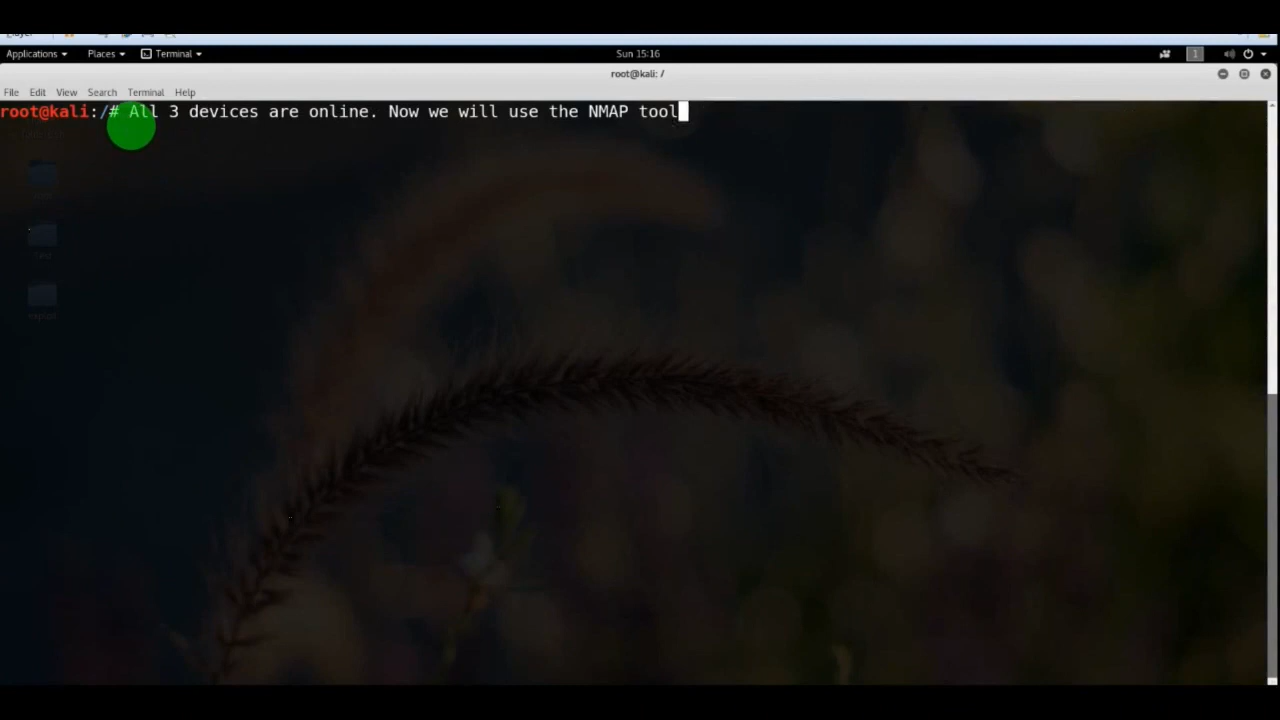 Applications Places Terminal Sun 15:16 1
root@kali: /
File Edit View Search Terminal Help
root@kali:/# All 3 devices are online. Now we will use the NMAP tool